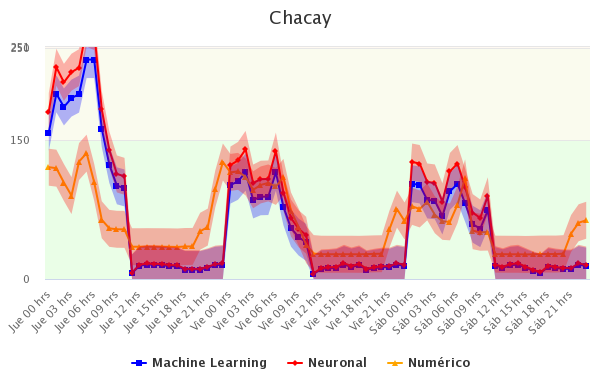 Chacay
251
250
150
0
Jue 00 hrs
Jue 03 hrs
Jue 06 hrs
Jue 09 hrs
Jue 12 hrs
Jue 15 hrs
Jue 18 hrs
Jue 21 hrs
Vie 00 hrs
Vie 03 hrs
Vie 06 hrs
Vie 09 hrs
Vie 12 hrs
Vie 15 hrs
Vie 18 hrs
Vie 21 hrs
Sáb 00 hrs
Sáb 03 hrs
Sáb 06 hrs
Sáb 09 hrs
Sáb 12 hrs
Sáb 15 hrs
Sáb 18 hrs
Sáb 21 hrs
Machine Learning Neuronal Numérico